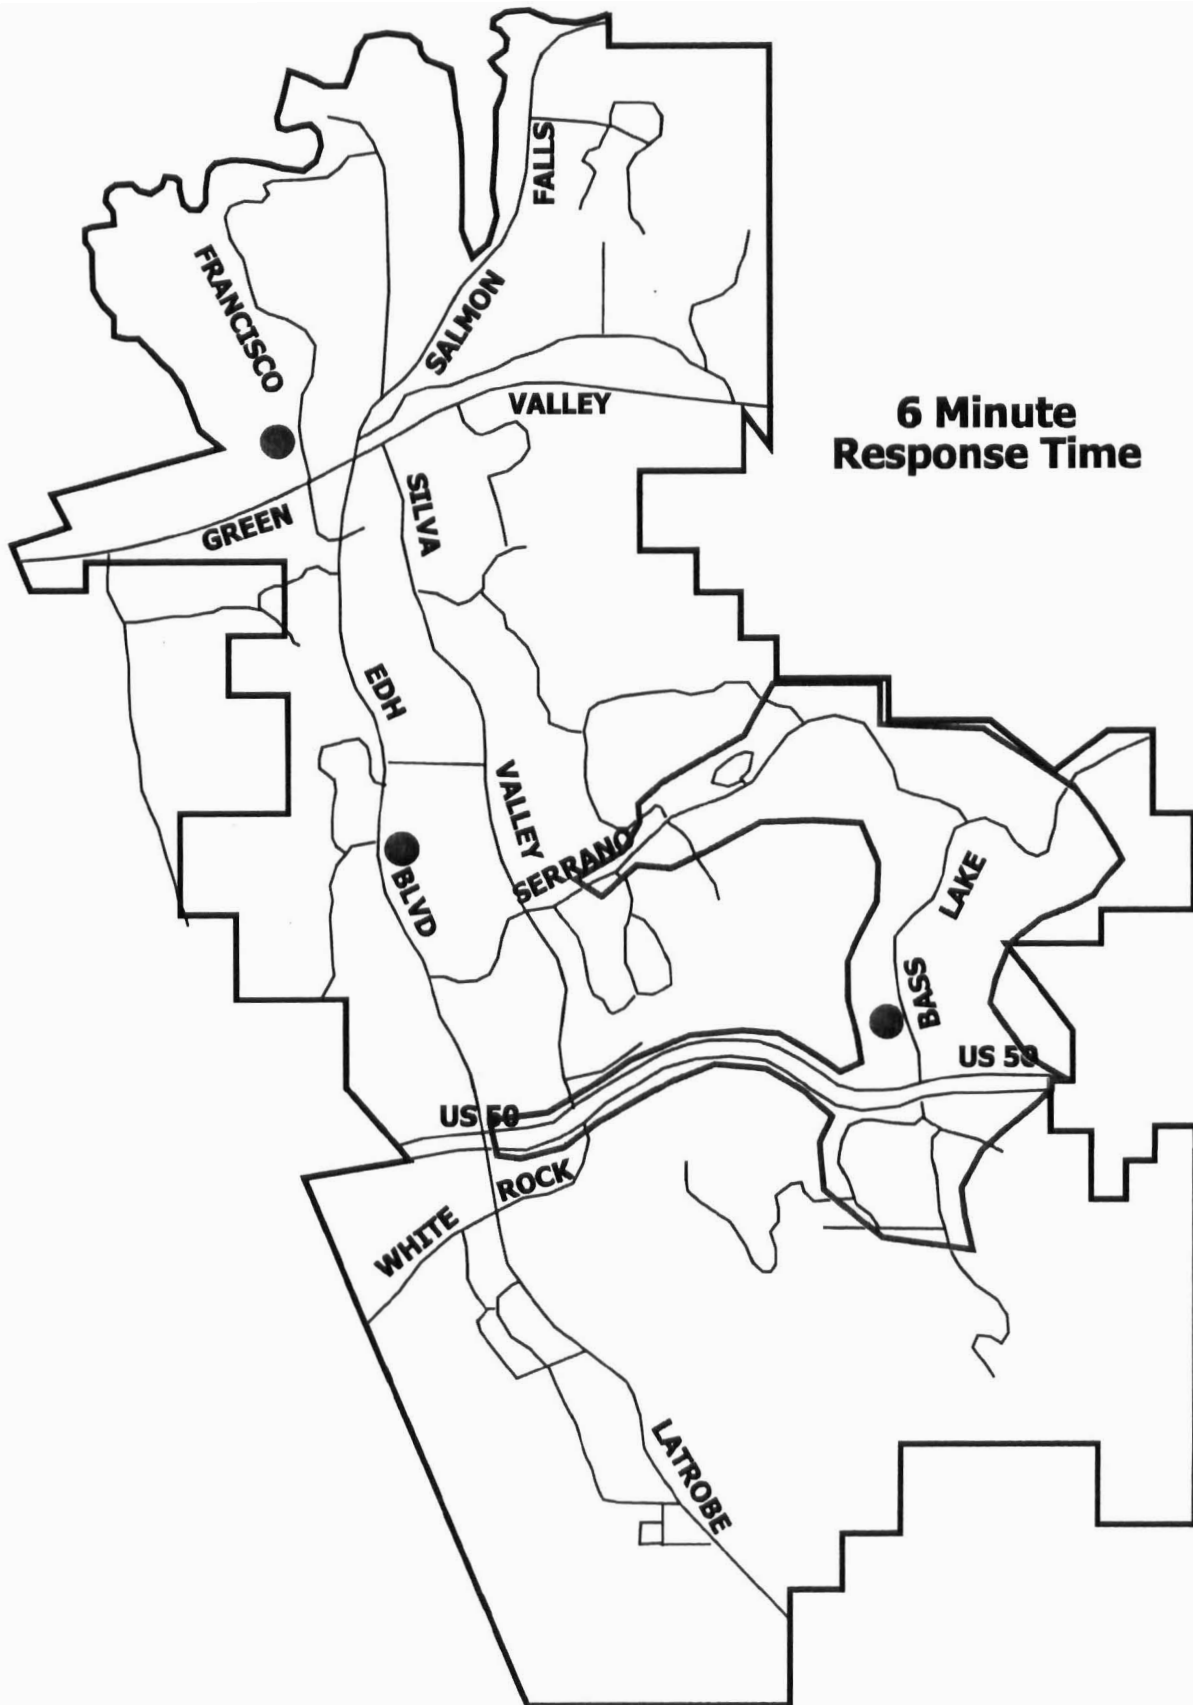 FALLS
SALMON
FRANCISCO
VALLEY
6 Minute
Response Time
GREEN
SILVA
EDH
VALLEY
SERRANO
BLVD
LAKE
BASS
US 50
US 50
ROCK
WHITE
LATROBE